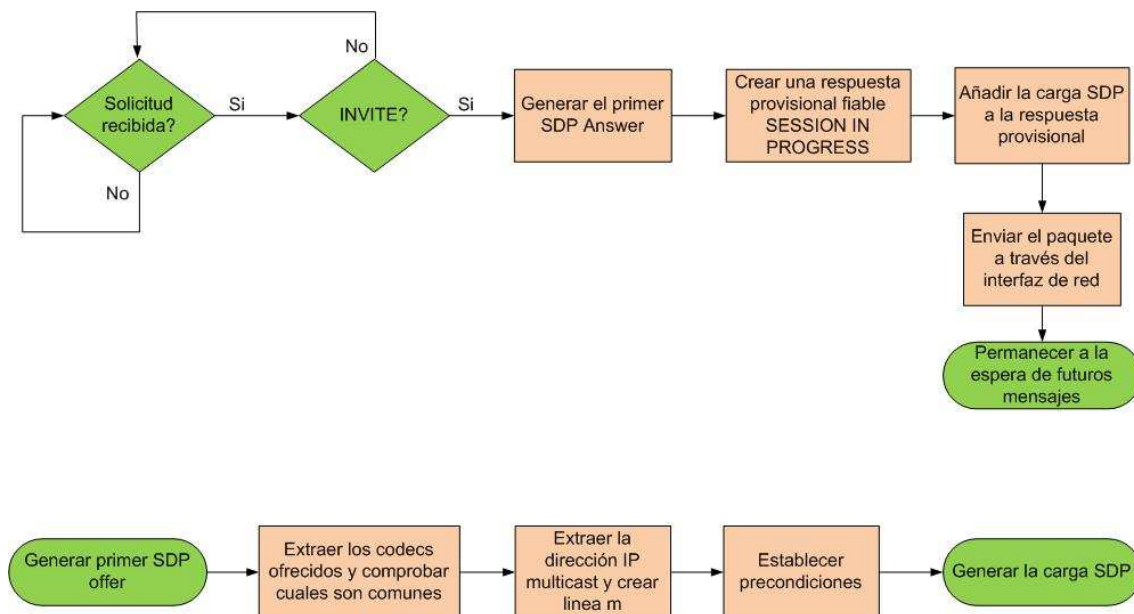 No
Solicitud
recibida?
Si
INVITE?
Si
No
Generar el primer
SDP Answer
Crear una respuesta
provisional fiable
SESSION IN
PROGRESS
Añadir la carga SDP
a la respuesta
provisional
Enviar el paquete
a través del
interfaz de red
Permanecer a la
espera de futuros
mensajes
Generar primer SDP
offer
Extraer los codecs
ofrecidos y comprobar
cuales son comunes
Extraer la
dirección IP
multicast y crear
linea m
Establecer
precondiciones
Generar la carga SDP